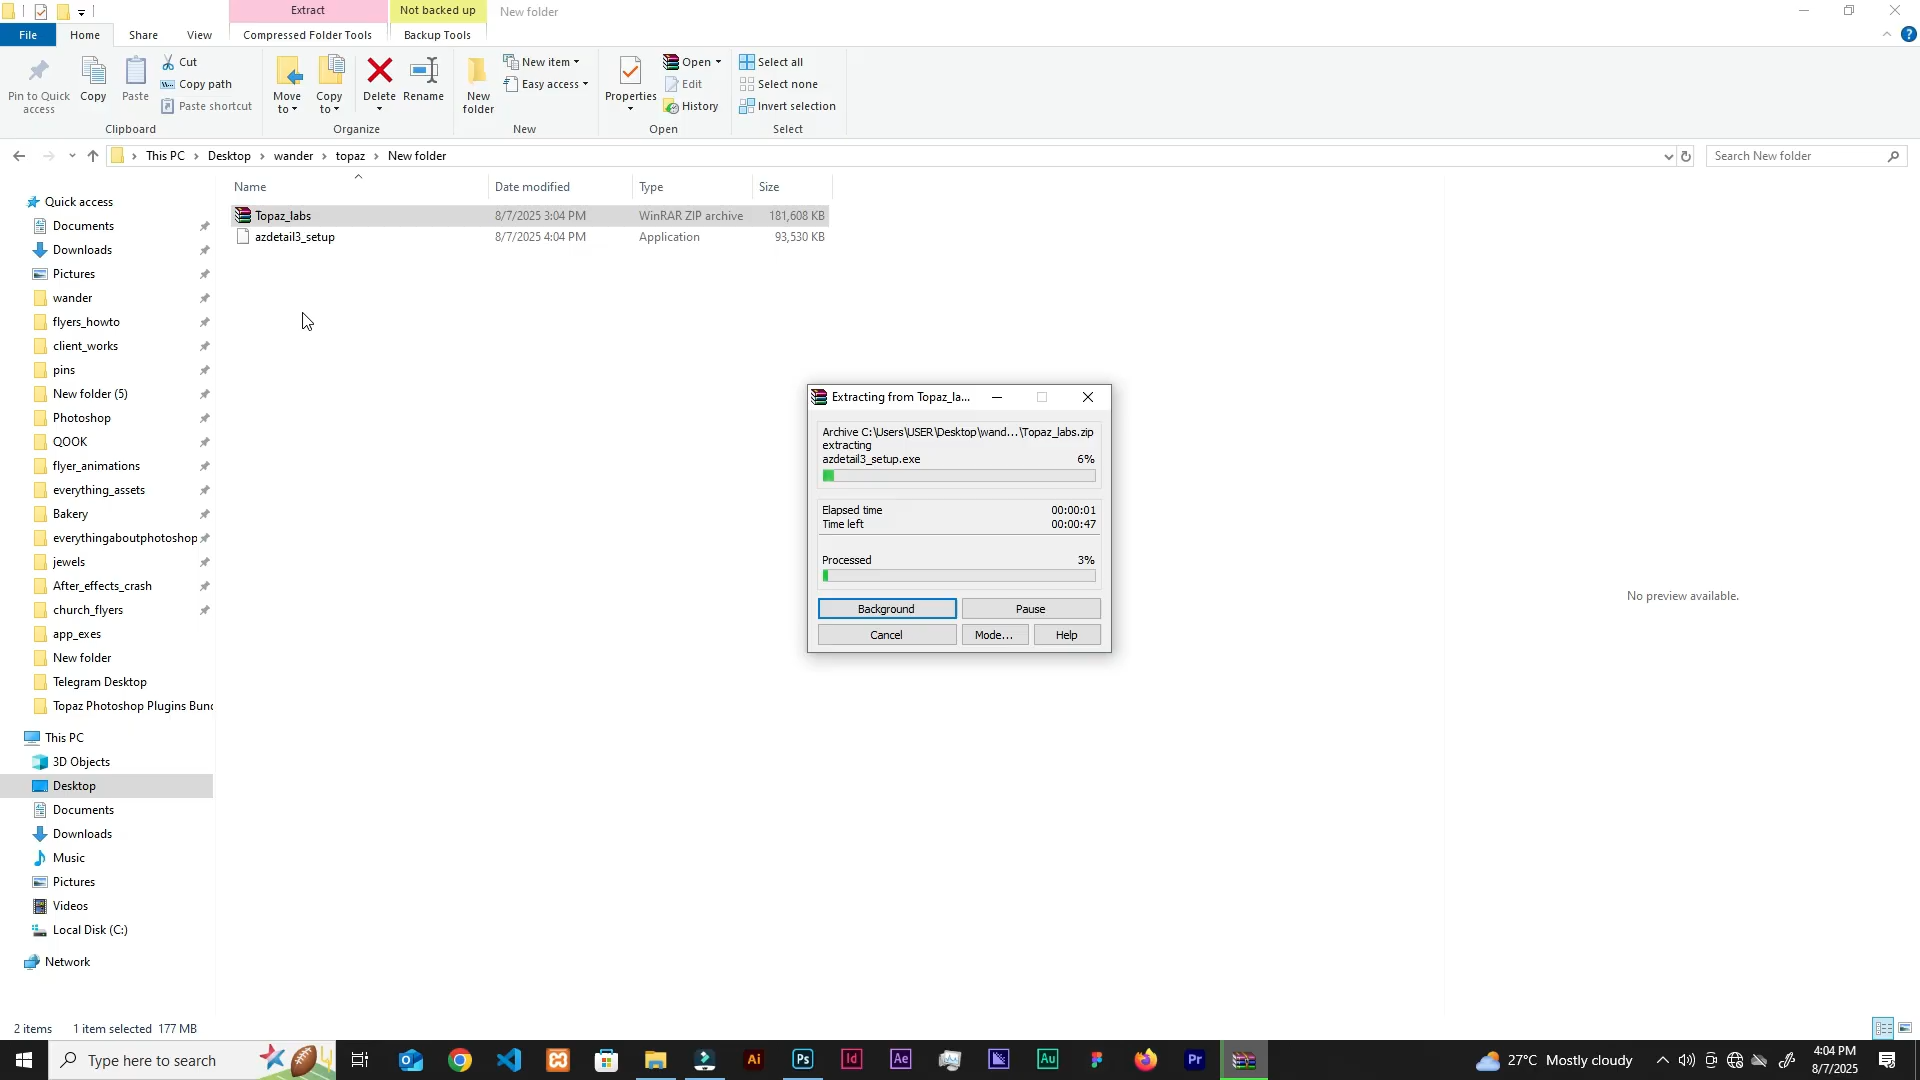 Extract
Not backed up
New folder
File
Home
Share
View
Compressed Folder Tools
Backup Tools
Pin to Quick access
Copy
Paste
Cut
Copy path
Paste shortcut
Clipboard
Move to
Copy to
Delete
Rename
Organize
New folder
New item
Easy access
New
Properties
Open
Edit
History
Open
Select all
Select none
Invert selection
Select
This PC > Desktop > wander > topaz > New folder
Search New folder
Name
Date modified
Type
Size
Topaz_labs 8/7/2025 3:04 PM WinRAR ZIP archive 181,608 KB
azdetail3_setup 8/7/2025 4:04 PM Application 93,530 KB
Quick access
Documents
Downloads
Pictures
wander
flyers_howto
client_works
pins
New folder (5)
Photoshop
QOOK
flyer_animations
everything_assets
Bakery
everythingaboutphotoshop
jewels
After_effects_crash
church_flyers
app_exes
New folder
Telegram Desktop
Topaz Photoshop Plugins Bun
This PC
3D Objects
Desktop
Documents
Downloads
Music
Pictures
Videos
Local Disk (C:)
Network
Extracting from Topaz_la...
Archive C:\Users\USER\Desktop\wand...\Topaz_labs.zip
extracting
azdetail3_setup.exe 6%
Elapsed time 00:00:01
Time left 00:00:47
Processed 3%
Background
Pause
Cancel
Mode...
Help
No preview available.
2 items
1 item selected 177 MB
Type here to search
Ai
Ps
Id
Ae
Au
Pr
27°C Mostly cloudy
4:04 PM
8/7/2025